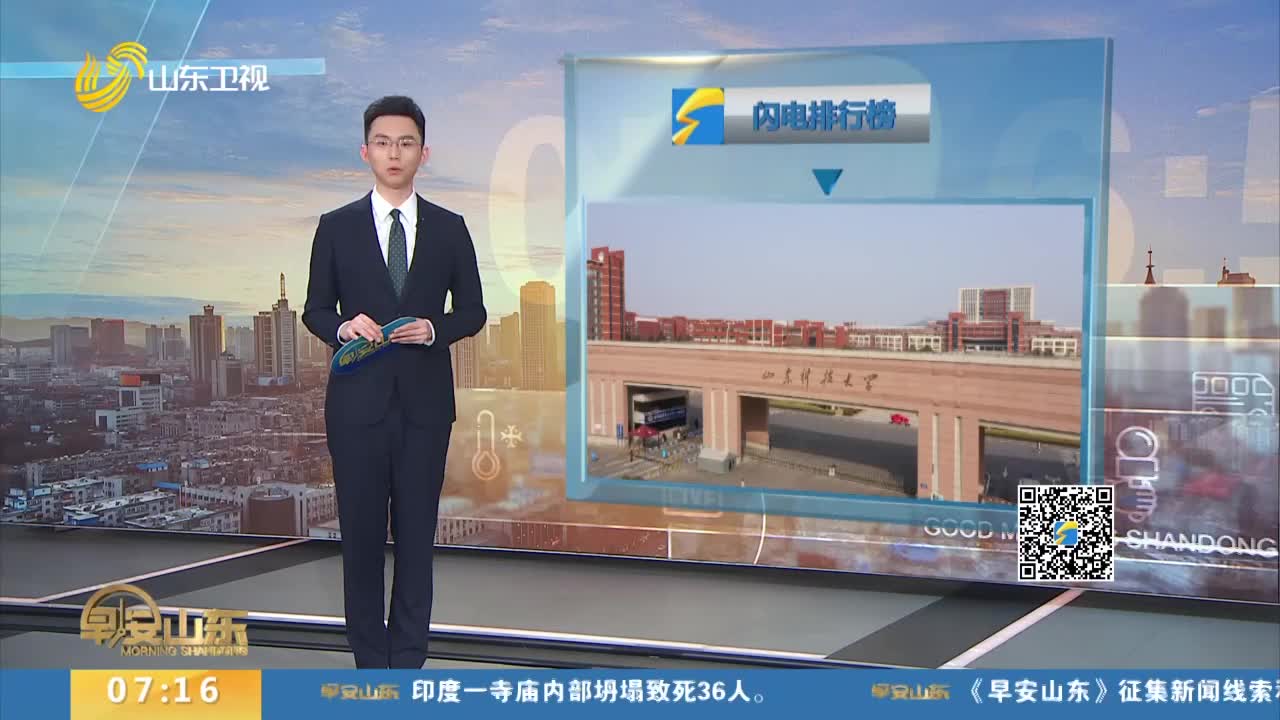 山东卫视
闪电排行榜
山东科技大学
GOOD M
SHANDONG
早安山东
MORNING SHANDONG
07:16
早安山东 印度一寺庙内部坍塌致死36人。 早安山东 《早安山东》征集新闻线索